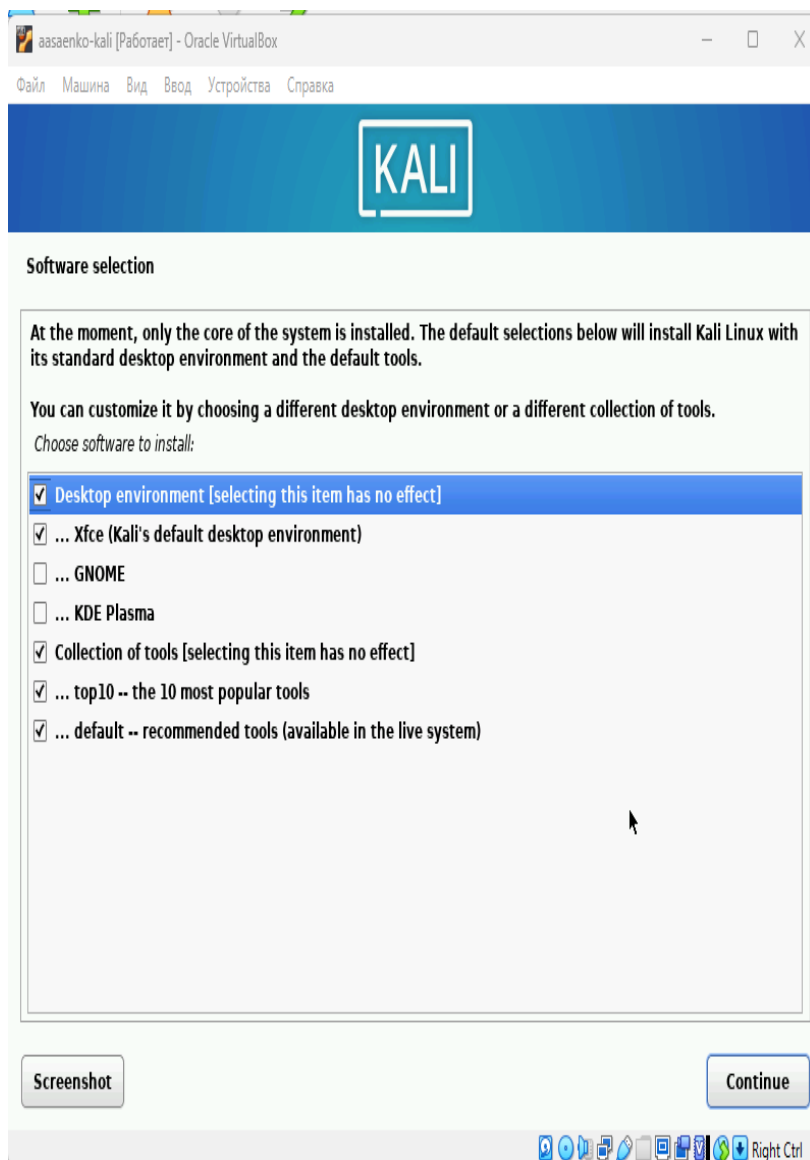 aasaenko-kali [Работает] - Oracle VirtualBox
Файл Машина Вид Ввод Устройства Справка
KALI
Software selection
At the moment, only the core of the system is installed. The default selections below will install Kali Linux with
its standard desktop environment and the default tools.
You can customize it by choosing a different desktop environment or a different collection of tools.
Choose software to install:
Desktop environment [selecting this item has no effect]
... Xfce (Kali's default desktop environment)
... GNOME
... KDE Plasma
Collection of tools [selecting this item has no effect]
... top10 -- the 10 most popular tools
... default -- recommended tools (available in the live system)
Screenshot
Continue
Right Ctrl